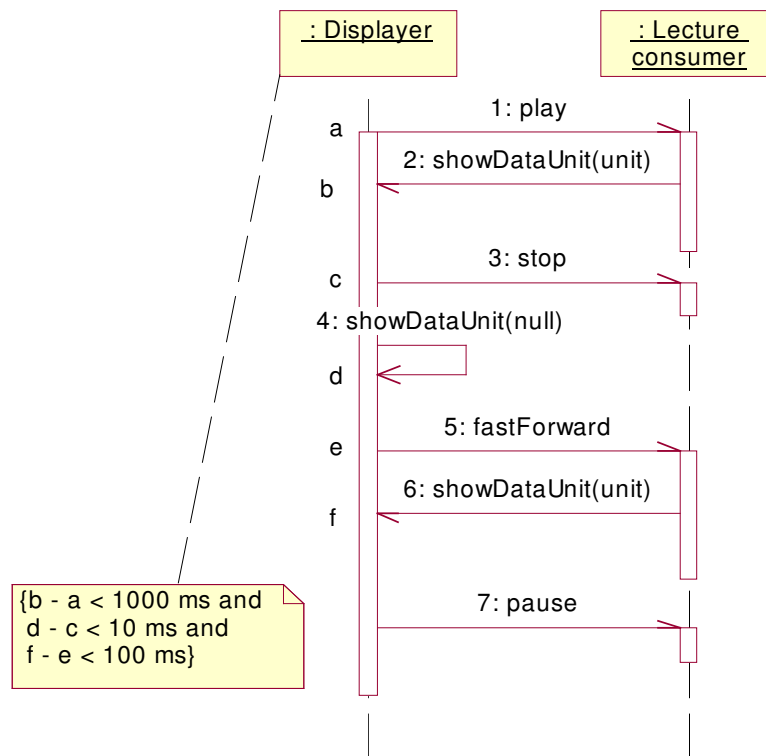 : Displayer
: Lecture
consumer
1: play
a
2: showDataUnit(unit)
b
3: stop
c
4: showDataUnit(null)
d
5: fastForward
e
6: showDataUnit(unit)
f
{b - a < 1000 ms and
d - c < 10 ms and
f - e < 100 ms}
7: pause